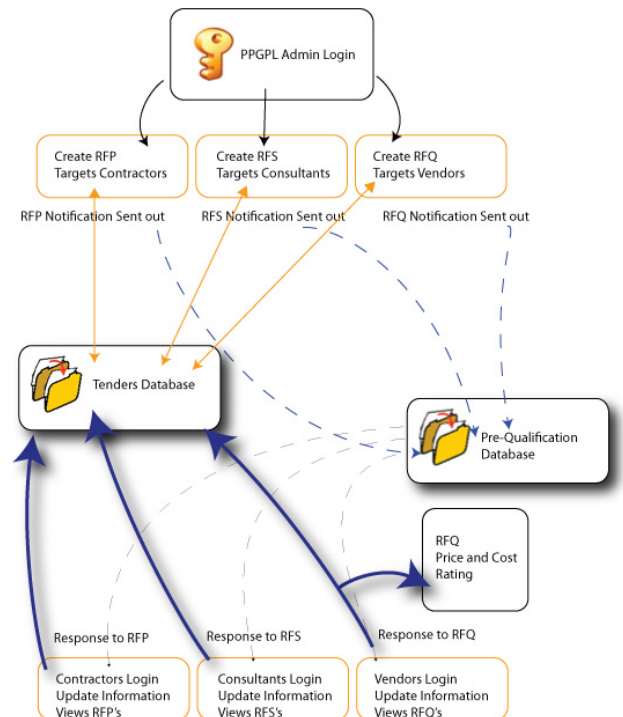 PPGPL Admin Login
Create RFP
Targets Contractors
Create RFS
Targets Consultants
Create RFQ
Targets Vendors
RFP Notification Sent out
RFS Notification Sent out
RFQ Notification Sent out
Tenders Database
Pre-Qualification
Database
RFQ
Price and Cost
Rating
Response to RFP
Response to RFS
Response to RFQ
Contractors Login
Update Information
Views RFP's
Consultants Login
Update Information
Views RFS's
Vendors Login
Update Information
Views RFQ's